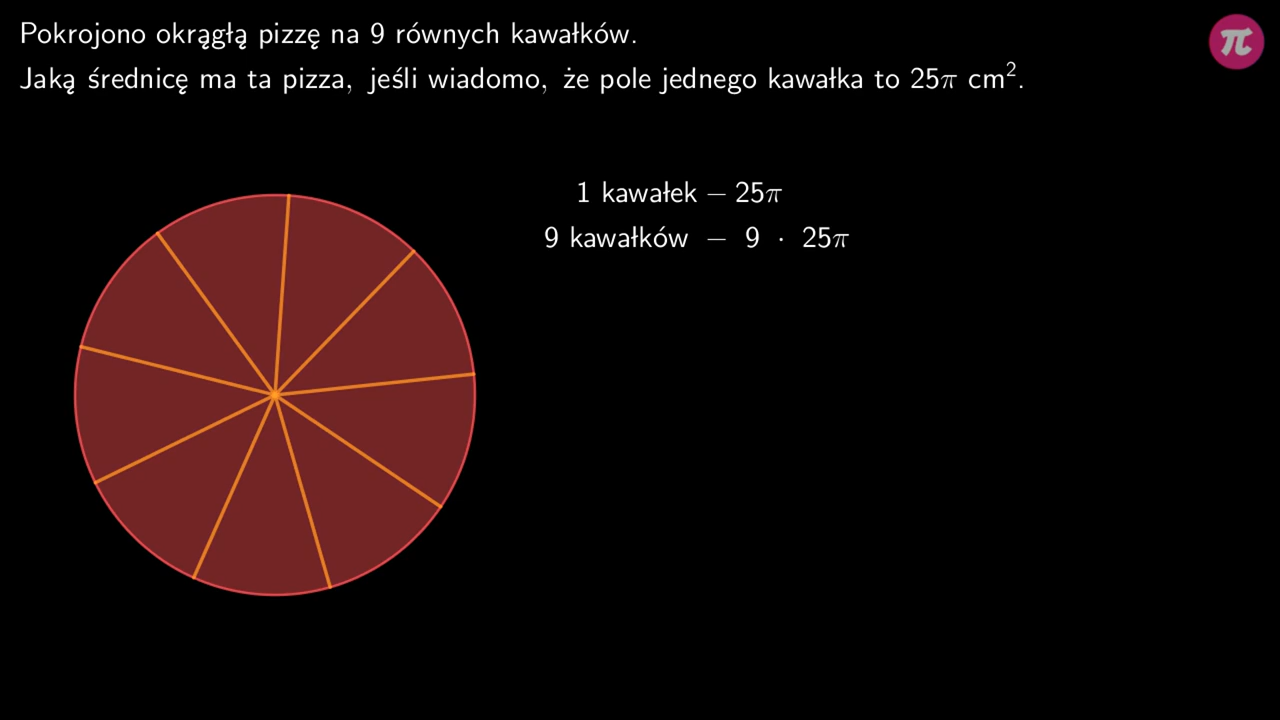 Pokrojono okrągłą pizzę na 9 równych kawałków.
Jaką średnicę ma ta pizza, jeśli wiadomo, że pole jednego kawałka to 25π cm².
π
1 kawałek – 25π
9 kawałków – 9 · 25π